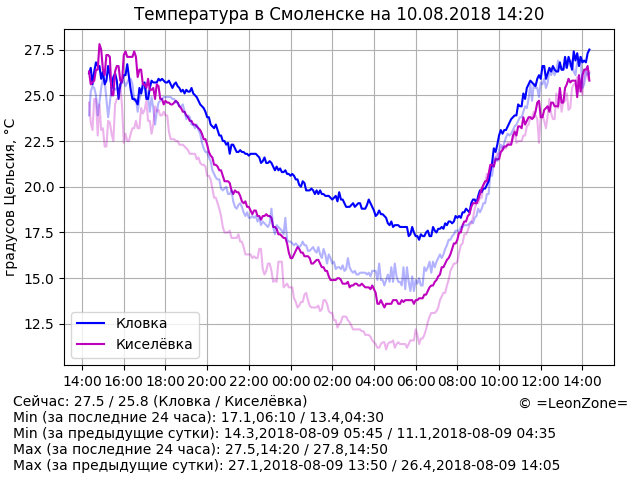 Температура в Смоленске на 10.08.2018 14:20
градусов Цельсия, °C
27.5
25.0
22.5
20.0
17.5
15.0
12.5
Кловка
Киселёвка
14:00 16:00 18:00 20:00 22:00 00:00 02:00 04:00 06:00 08:00 10:00 12:00 14:00
Сейчас: 27.5 / 25.8 (Кловка / Киселёвка)
© =LeonZone=
Min (за последние 24 часа): 17.1,06:10 / 13.4,04:30
Min (за предыдущие сутки): 14.3,2018-08-09 05:45 / 11.1,2018-08-09 04:35
Max (за последние 24 часа): 27.5,14:20 / 27.8,14:50
Max (за предыдущие сутки): 27.1,2018-08-09 13:50 / 26.4,2018-08-09 14:05